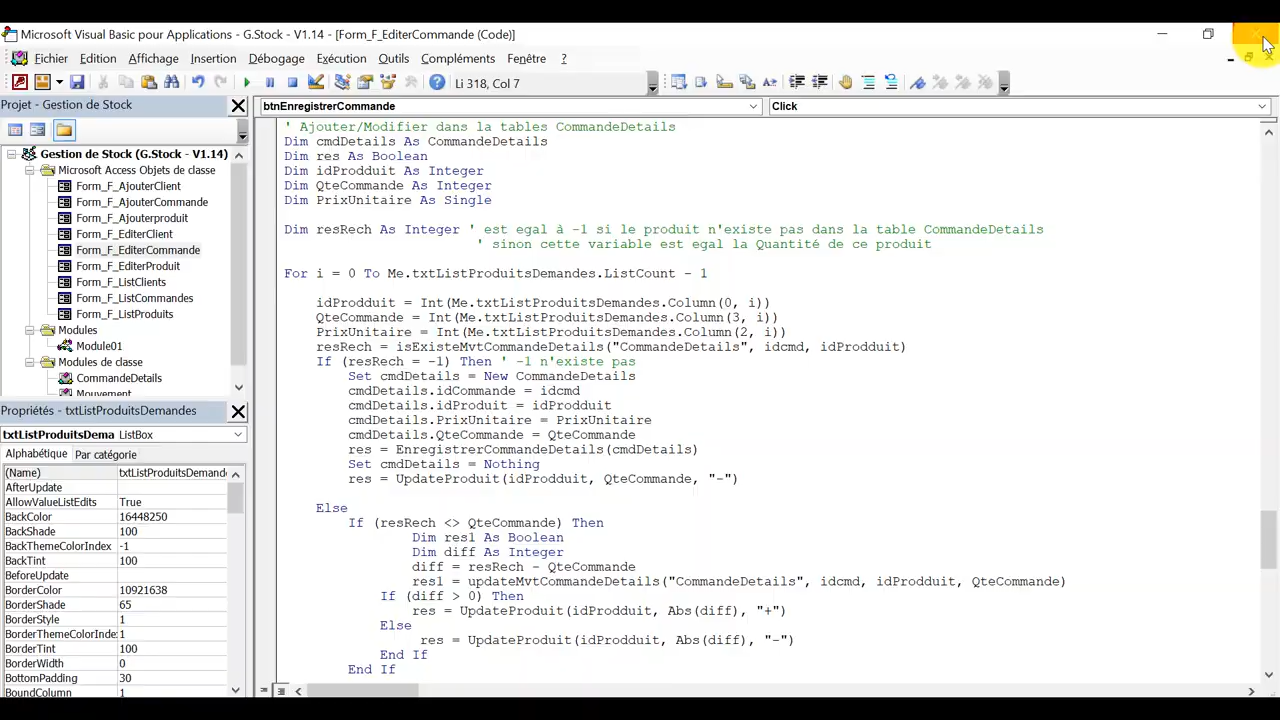 Microsoft Visual Basic pour Applications - G.Stock - V1.14 - [Form_F_EditerCommande (Code)]
Fichier Edition Affichage Insertion Débogage Exécution Outils Compléments Fenêtre ?
Li 318, Col 7
Projet - Gestion de Stock
btnEnregistrerCommande Click
Gestion de Stock (G.Stock - V1.14)
Microsoft Access Objets de classe
Form_F_AjouterClient
Form_F_AjouterCommande
Form_F_Ajouterproduit
Form_F_EditerClient
Form_F_EditerCommande
Form_F_EditerProduit
Form_F_ListClients
Form_F_ListCommandes
Form_F_ListProduits
Modules
Module01
Modules de classe
CommandeDetails
Mouvement
Propriétés - txtListProduitsDemandes
txtListProduitsDema ListBox
Alphabétique Par catégorie
(Name) txtListProduitsDemande
AfterUpdate
AllowValueListEdits True
BackColor 16448250
BackShade 100
BackThemeColorIndex -1
BackTint 100
BeforeUpdate
BorderColor 10921638
BorderShade 65
BorderStyle 1
BorderThemeColorInde 1
BorderTint 100
BorderWidth 0
BottomPadding 30
BoundColumn 1
' Ajouter/Modifier dans la tables CommandeDetails
Dim cmdDetails As CommandeDetails
Dim res As Boolean
Dim idProdduit As Integer
Dim QteCommande As Integer
Dim PrixUnitaire As Single
Dim resRech As Integer ' est egal à -1 si le produit n'existe pas dans la table CommandeDetails
' sinon cette variable est egal la Quantité de ce produit
For i = 0 To Me.txtListProduitsDemandes.ListCount - 1
idProdduit = Int(Me.txtListProduitsDemandes.Column(0, i))
QteCommande = Int(Me.txtListProduitsDemandes.Column(3, i))
PrixUnitaire = Int(Me.txtListProduitsDemandes.Column(2, i))
resRech = isExisteMvtCommandeDetails("CommandeDetails", idcmd, idProdduit)
If (resRech = -1) Then ' -1 n'existe pas
Set cmdDetails = New CommandeDetails
cmdDetails.idCommande = idcmd
cmdDetails.idProduit = idProdduit
cmdDetails.PrixUnitaire = PrixUnitaire
cmdDetails.QteCommande = QteCommande
res = EnregistrerCommandeDetails(cmdDetails)
Set cmdDetails = Nothing
res = UpdateProduit(idProdduit, QteCommande, "-")
Else
If (resRech <> QteCommande) Then
Dim res1 As Boolean
Dim diff As Integer
diff = resRech - QteCommande
res1 = updateMvtCommandeDetails("CommandeDetails", idcmd, idProdduit, QteCommande)
If (diff > 0) Then
res = UpdateProduit(idProdduit, Abs(diff), "+")
Else
res = UpdateProduit(idProdduit, Abs(diff), "-")
End If
End If